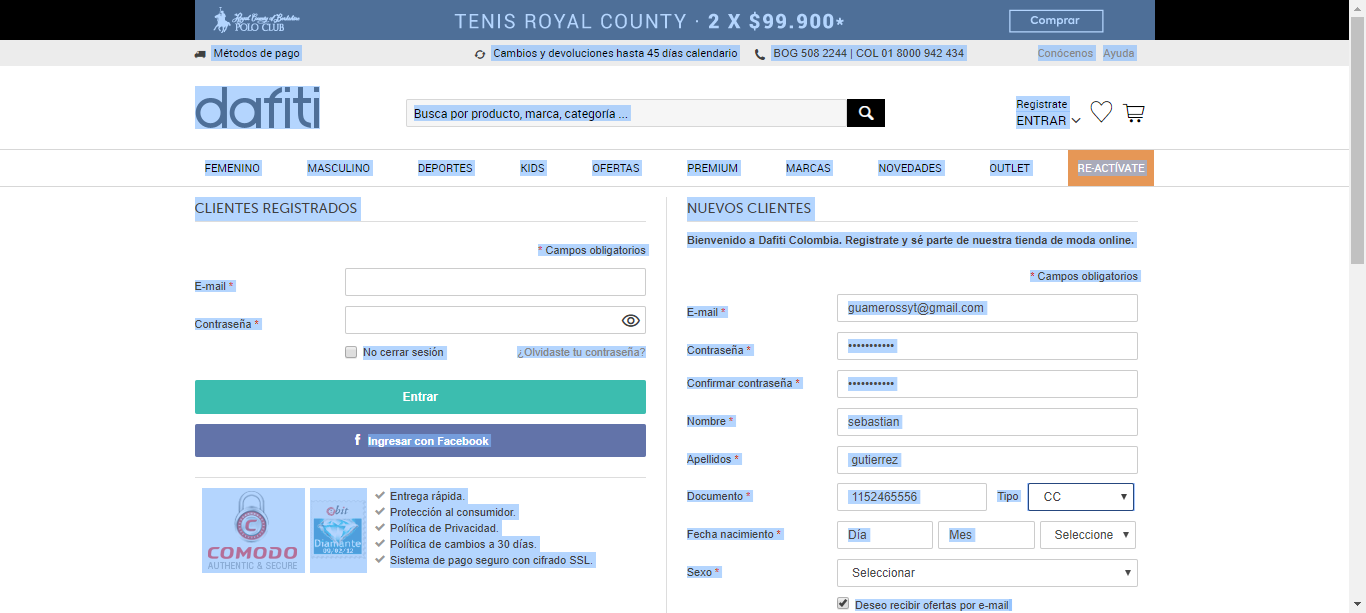 Royal County of Berkshire
POLO CLUB
TENIS ROYAL COUNTY · 2 X $99.900*
Comprar
Métodos de pago
Cambios y devoluciones hasta 45 días calendario
BOG 508 2244 | COL 01 8000 942 434
Conócenos
Ayuda
dafiti
Busca por producto, marca, categoría ...
Registrate
ENTRAR
FEMENINO
MASCULINO
DEPORTES
KIDS
OFERTAS
PREMIUM
MARCAS
NOVEDADES
OUTLET
RE-ACTÍVATE
CLIENTES REGISTRADOS
* Campos obligatorios
E-mail *
Contraseña *
No cerrar sesión
¿Olvidaste tu contraseña?
Entrar
f Ingresar con Facebook
COMODO
AUTHENTIC & SECURE
ebit
Diamante
Entrega rápida.
Protección al consumidor.
Política de Privacidad.
Política de cambios a 30 días.
Sistema de pago seguro con cifrado SSL.
NUEVOS CLIENTES
Bienvenido a Dafiti Colombia. Registrate y sé parte de nuestra tienda de moda online.
* Campos obligatorios
E-mail *
guamerossyt@gmail.com
Contraseña *
•••••••••••
Confirmar contraseña *
•••••••••••
Nombre *
sebastian
Apellidos *
gutierrez
Documento *
1152465556
Tipo
CC
Fecha nacimiento *
Día
Mes
Seleccione
Sexo *
Seleccionar
Deseo recibir ofertas por e-mail